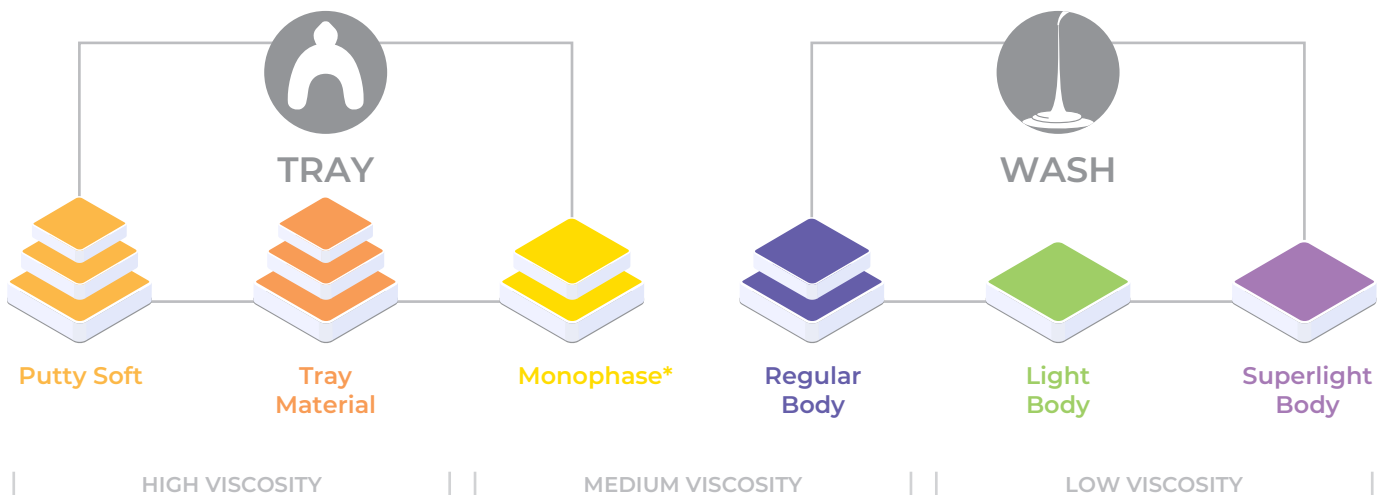 TRAY
WASH
Putty Soft
Tray
Material
Monophase*
Regular
Body
Light
Body
Superlight
Body
HIGH VISCOSITY
MEDIUM VISCOSITY
LOW VISCOSITY